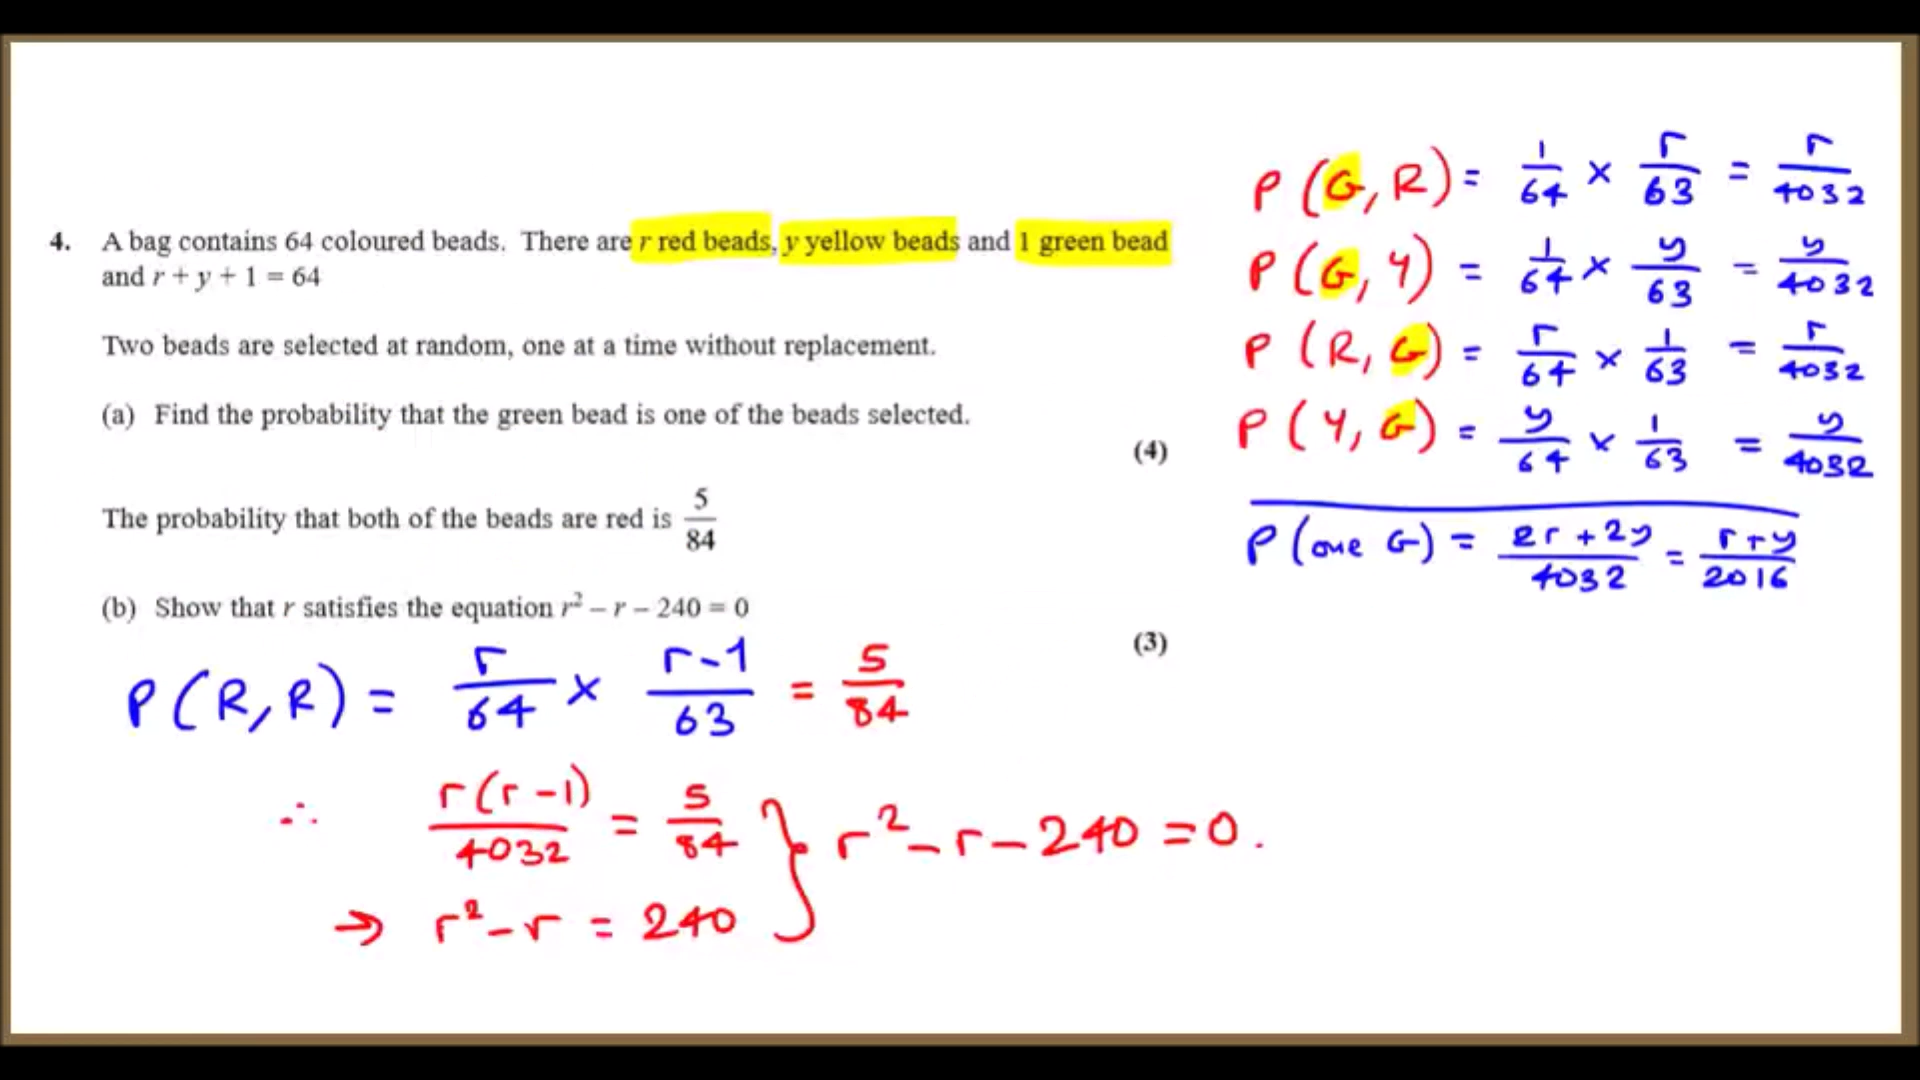 4. A bag contains 64 coloured beads. There are r red beads, y yellow beads and 1 green bead
and r + y + 1 = 64
Two beads are selected at random, one at a time without replacement.
(a) Find the probability that the green bead is one of the beads selected.
(4)
The probability that both of the beads are red is 5/84
(b) Show that r satisfies the equation r² – r – 240 = 0
(3)
P(R,R) = r/64 × r-1/63 = 5/84
∴ r(r-1)/4032 = 5/84
→ r² - r = 240
} r² - r - 240 = 0.
P(G,R) = 1/64 × r/63 = r/4032
P(G,Y) = 1/64 × y/63 = y/4032
P(R,G) = r/64 × 1/63 = r/4032
P(Y,G) = y/64 × 1/63 = y/4032
P(one G) = 2r + 2y/4032 = r+y/2016